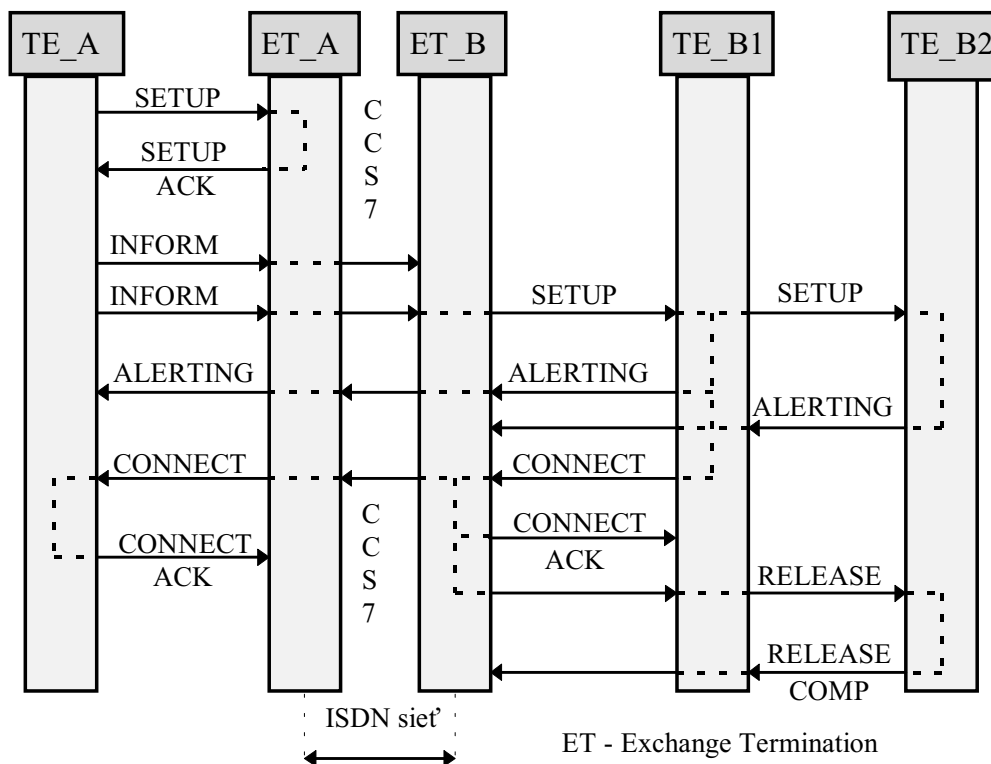 TE_A
ET_A
ET_B
TE_B1
TE_B2
SETUP
C
C
S
7
SETUP
ACK
INFORM
INFORM
SETUP
SETUP
ALERTING
ALERTING
ALERTING
CONNECT
CONNECT
C
C
S
7
CONNECT
ACK
CONNECT
ACK
RELEASE
RELEASE
COMP
ISDN sieť
ET - Exchange Termination